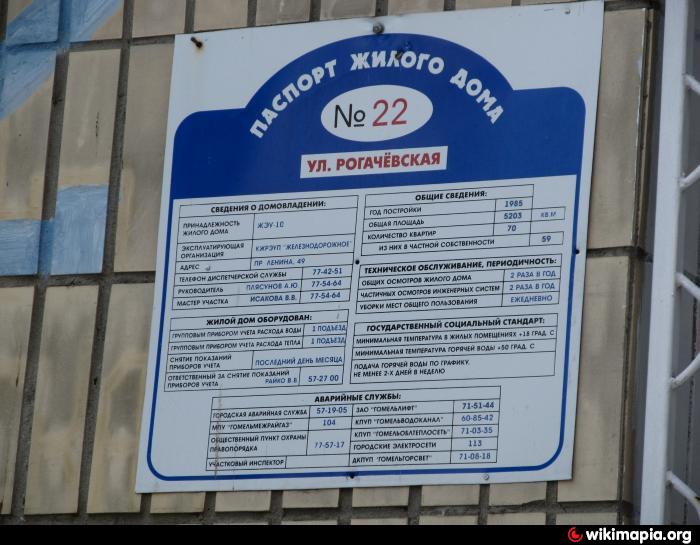 ПАСПОРТ ЖИЛОГО ДОМА
№ 22
УЛ. РОГАЧЁВСКАЯ
СВЕДЕНИЯ О ДОМОВЛАДЕНИИ:
ПРИНАДЛЕЖНОСТЬ ЖИЛОГО ДОМА ЖЭУ-10
ЭКСПЛУАТИРУЮЩАЯ ОРГАНИЗАЦИЯ КЖРЭУП "ЖЕЛЕЗНОДОРОЖНОЕ"
АДРЕС ПР ЛЕНИНА, 49
ТЕЛЕФОН ДИСПЕТЧЕРСКОЙ СЛУЖБЫ 77-42-51
РУКОВОДИТЕЛЬ ПЛЯСУНОВ А.Ю 77-54-64
МАСТЕР УЧАСТКА ИСАКОВА В.В. 77-54-64
ЖИЛОЙ ДОМ ОБОРУДОВАН:
ГРУППОВЫМ ПРИБОРОМ УЧЕТА РАСХОДА ВОДЫ 1 ПОДЪЕЗД
ГРУППОВЫМ ПРИБОРОМ УЧЕТА РАСХОДА ТЕПЛА 1 ПОДЪЕЗД
СНЯТИЕ ПОКАЗАНИЙ ПРИБОРОВ УЧЕТА ПОСЛЕДНИЙ ДЕНЬ МЕСЯЦА
ОТВЕТСТВЕННЫЙ ЗА СНЯТИЕ ПОКАЗАНИЙ
ПРИБОРОВ УЧЕТА РАЙКО В.В 57-27 00
ОБЩИЕ СВЕДЕНИЯ:
ГОД ПОСТРОЙКИ 1985
ОБЩАЯ ПЛОЩАДЬ 5203 КВ.М
КОЛИЧЕСТВО КВАРТИР 70
ИЗ НИХ В ЧАСТНОЙ СОБСТВЕННОСТИ 59
ТЕХНИЧЕСКОЕ ОБСЛУЖИВАНИЕ, ПЕРИОДИЧНОСТЬ:
ОБЩИХ ОСМОТРОВ ЖИЛОГО ДОМА 2 РАЗА В ГОД
ЧАСТИЧНЫХ ОСМОТРОВ ИНЖЕНЕРНЫХ СИСТЕМ 2 РАЗА В ГОД
УБОРКИ МЕСТ ОБЩЕГО ПОЛЬЗОВАНИЯ ЕЖЕДНЕВНО
ГОСУДАРСТВЕННЫЙ СОЦИАЛЬНЫЙ СТАНДАРТ:
МИНИМАЛЬНАЯ ТЕМПЕРАТУРА В ЖИЛЫХ ПОМЕЩЕНИЯХ +18 ГРАД. С
МИНИМАЛЬНАЯ ТЕМПЕРАТУРА ГОРЯЧЕЙ ВОДЫ +50 ГРАД. С
ПОДАЧА ГОРЯЧЕЙ ВОДЫ ПО ГРАФИКУ.
НЕ МЕНЕЕ 2-Х ДНЕЙ В НЕДЕЛЮ
АВАРИЙНЫЕ СЛУЖБЫ:
ГОРОДСКАЯ АВАРИЙНАЯ СЛУЖБА 57-19-05
МПУ "ГОМЕЛЬМЕЖРАЙГАЗ" 104
ОБЩЕСТВЕННЫЙ ПУНКТ ОХРАНЫ ПРАВОПОРЯДКА 77-57-17
УЧАСТКОВЫЙ ИНСПЕКТОР
ЗАО "ГОМЕЛЬЛИФТ" 71-51-44
КПУП "ГОМЕЛЬВОДОКАНАЛ" 60-85-42
КПУП "ГОМЕЛЬОБЛТЕПЛОСЕТЬ" 71-03-35
ГОРОДСКИЕ ЭЛЕКТРОСЕТИ 113
ДКПУП "ГОМЕЛЬГОРСВЕТ" 71-08-18
wikimapia.org